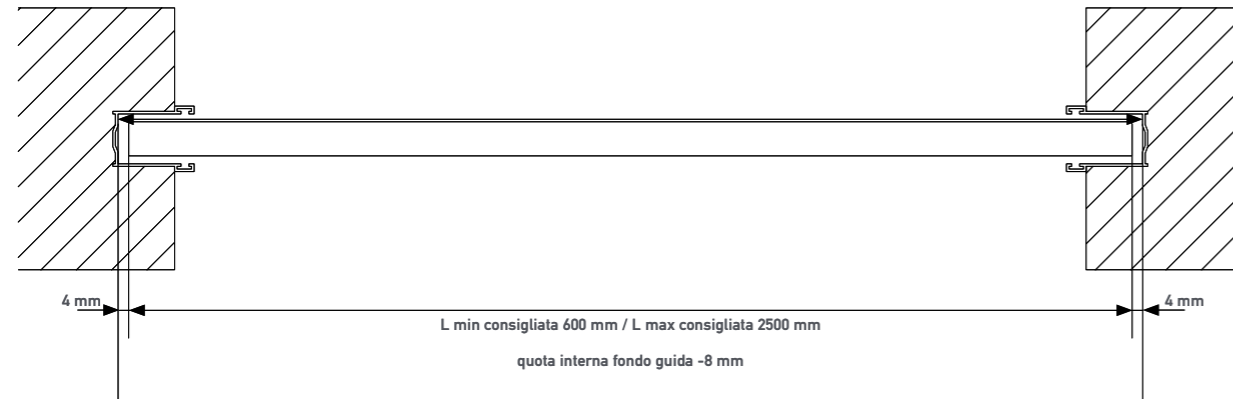 4 mm
4 mm
L min consigliata 600 mm / L max consigliata 2500 mm
quota interna fondo guida -8 mm